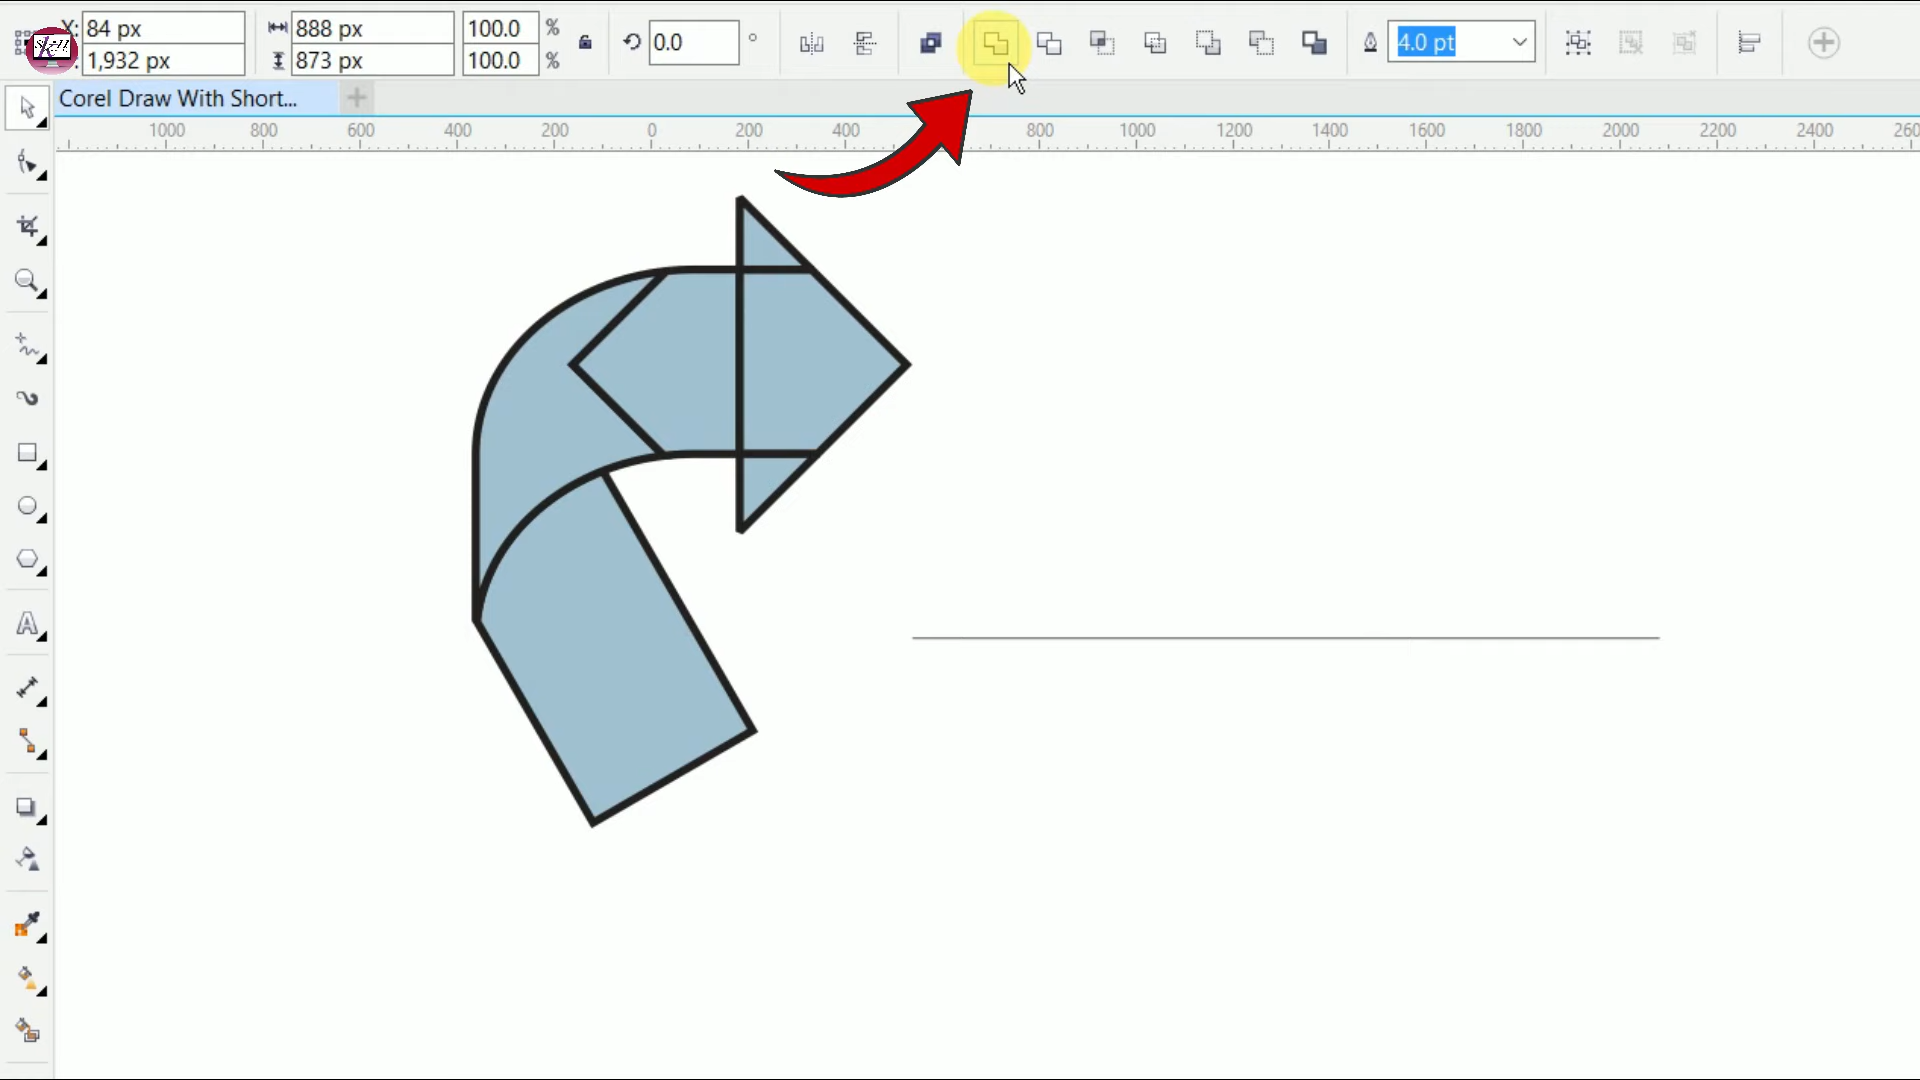 X: 84 px 888 px 100.0 %
1,932 px 873 px 100.0 %
0.0 °
4.0 pt
Corel Draw With Short...
1000 800 600 400 200 0 200 400 800 1000 1200 1400 1600 1800 2000 2200 2400 260